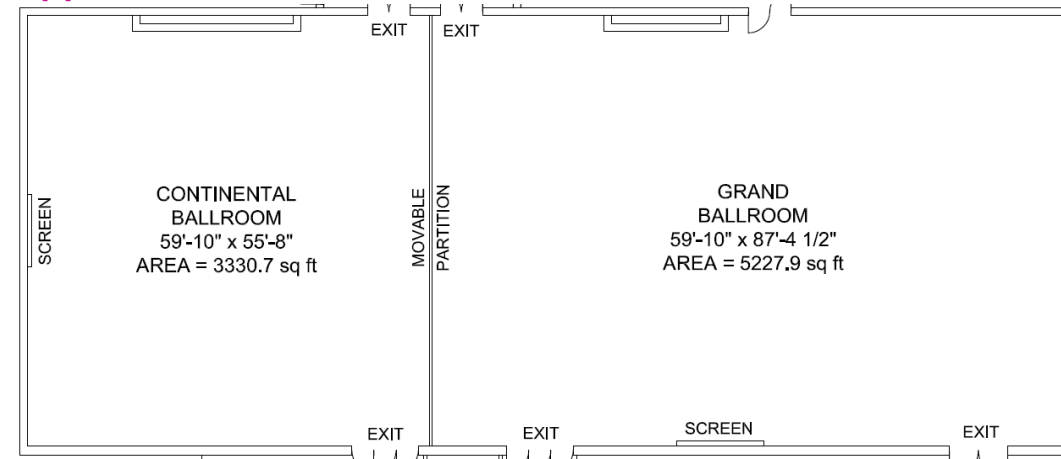 EXIT
EXIT
CONTINENTAL
BALLROOM
59'-10" x 55'-8"
AREA = 3330.7 sq ft
SCREEN
MOVABLE
PARTITION
GRAND
BALLROOM
59'-10" x 87'-4 1/2"
AREA = 5227.9 sq ft
EXIT
EXIT
SCREEN
EXIT